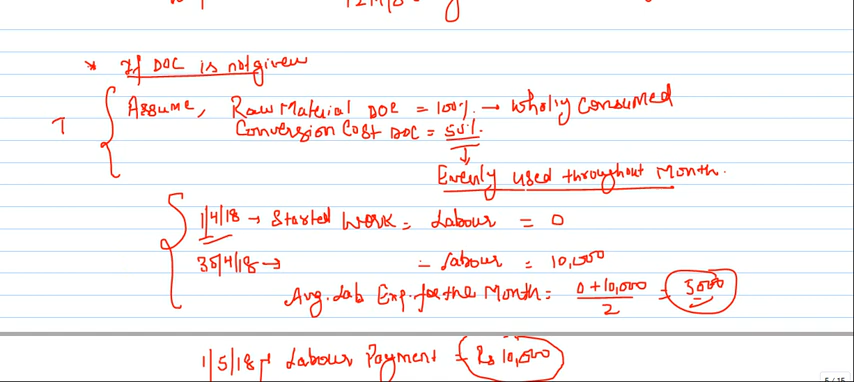 * If DOC is not given
Assume, Raw Material DOC = 100% → Wholly Consumed
Conversion Cost DOC = 50%.
Evenly used throughout Month.
1/4/18 → Started Work = Labour = 0
30/4/18 → = Labour = 10,000
Avg. Lab Exp. for the Month = 0 + 10,000 / 2 = 5000
1/5/18 → Labour Payment = Rs 10,000
5 / 15